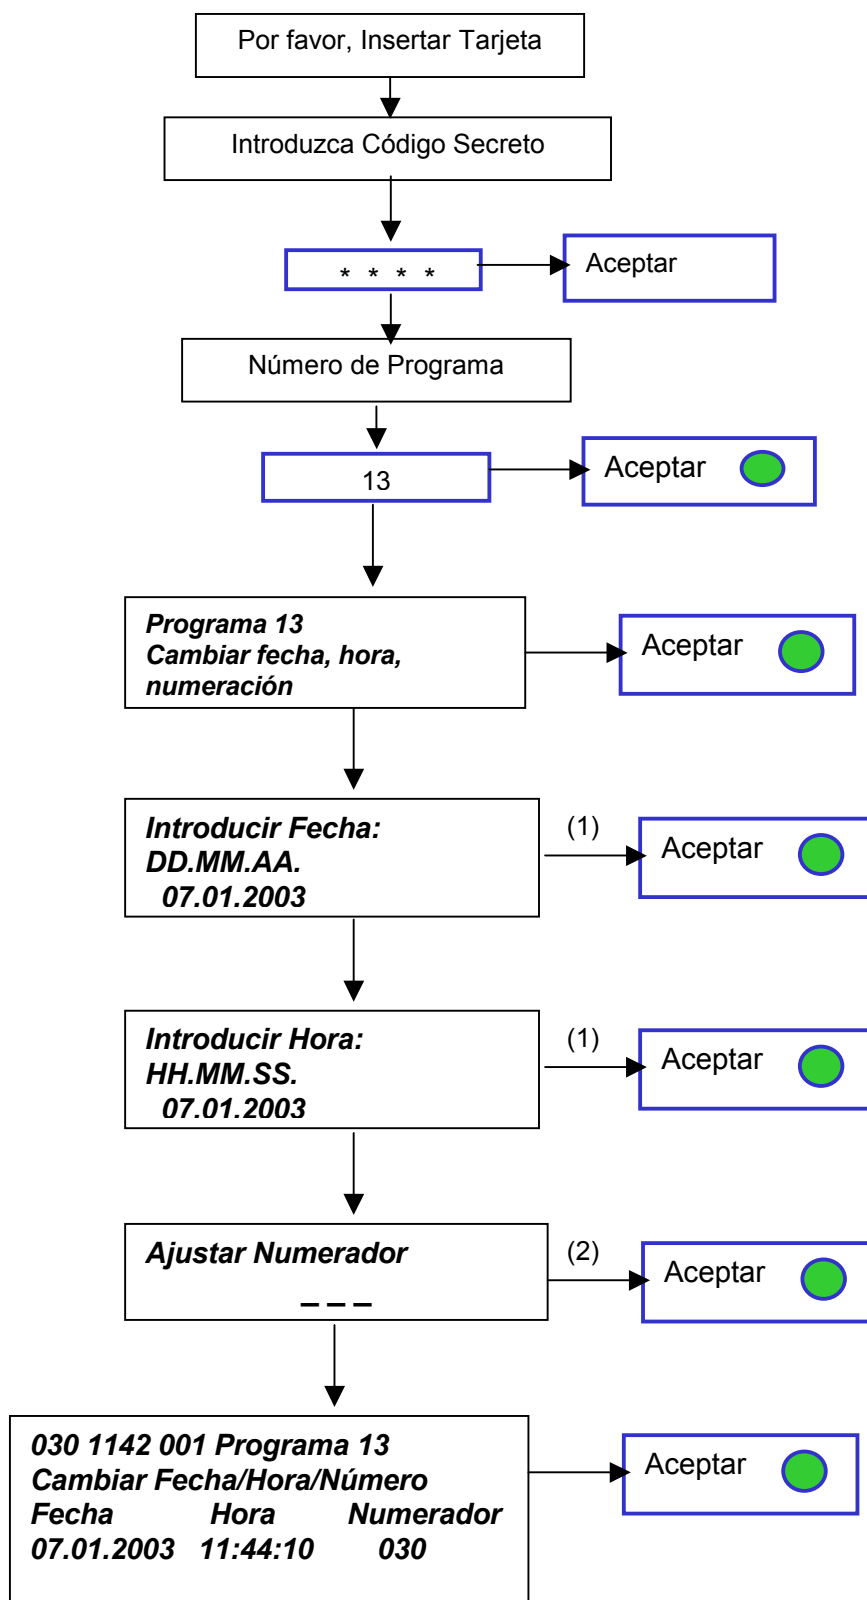 Por favor, Insertar Tarjeta
Introduzca Código Secreto
* * * *
Aceptar
Número de Programa
13
Aceptar
Programa 13
Cambiar fecha, hora,
numeración
Aceptar
Introducir Fecha:
DD.MM.AA.
07.01.2003
(1)
Aceptar
Introducir Hora:
HH.MM.SS.
07.01.2003
(1)
Aceptar
Ajustar Numerador
_ _ _
(2)
Aceptar
030 1142 001 Programa 13
Cambiar Fecha/Hora/Número
Fecha Hora Numerador
07.01.2003 11:44:10 030
Aceptar